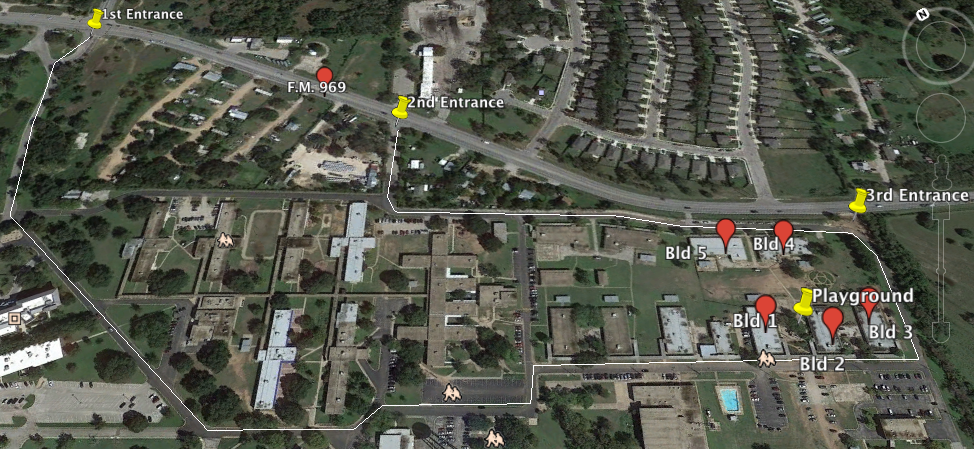 1st Entrance
F.M. 969
2nd Entrance
3rd Entrance
Bld 5
Bld 4
Playground
Bld 1
Bld 3
Bld 2
N